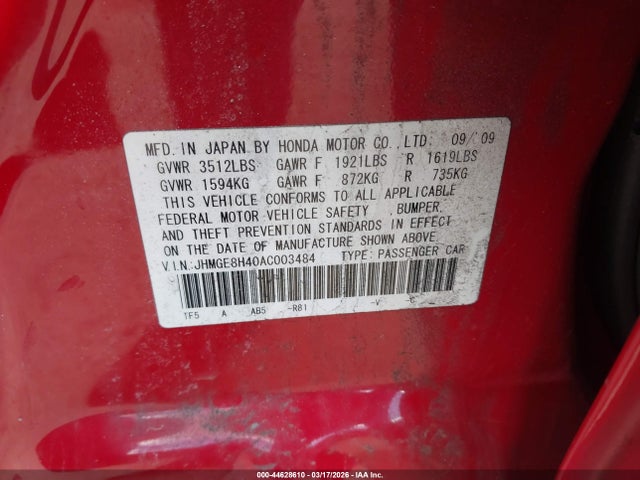 MFD. IN JAPAN BY HONDA MOTOR CO., LTD. 09/09
GVWR 3512LBS GAWR F 1921LBS R 1619LBS
GVWR 1594KG GAWR F 872KG R 735KG
THIS VEHICLE CONFORMS TO ALL APPLICABLE
FEDERAL MOTOR VEHICLE SAFETY, BUMPER,
AND THEFT PREVENTION STANDARDS IN EFFECT
ON THE DATE OF MANUFACTURE SHOWN ABOVE.
V.I.N.:JHMGE8H40AC003484 TYPE: PASSENGER CAR
TF5 A AB5 -R81 -V -C
000-44628610 - 03/17/2026 - IAA Inc.